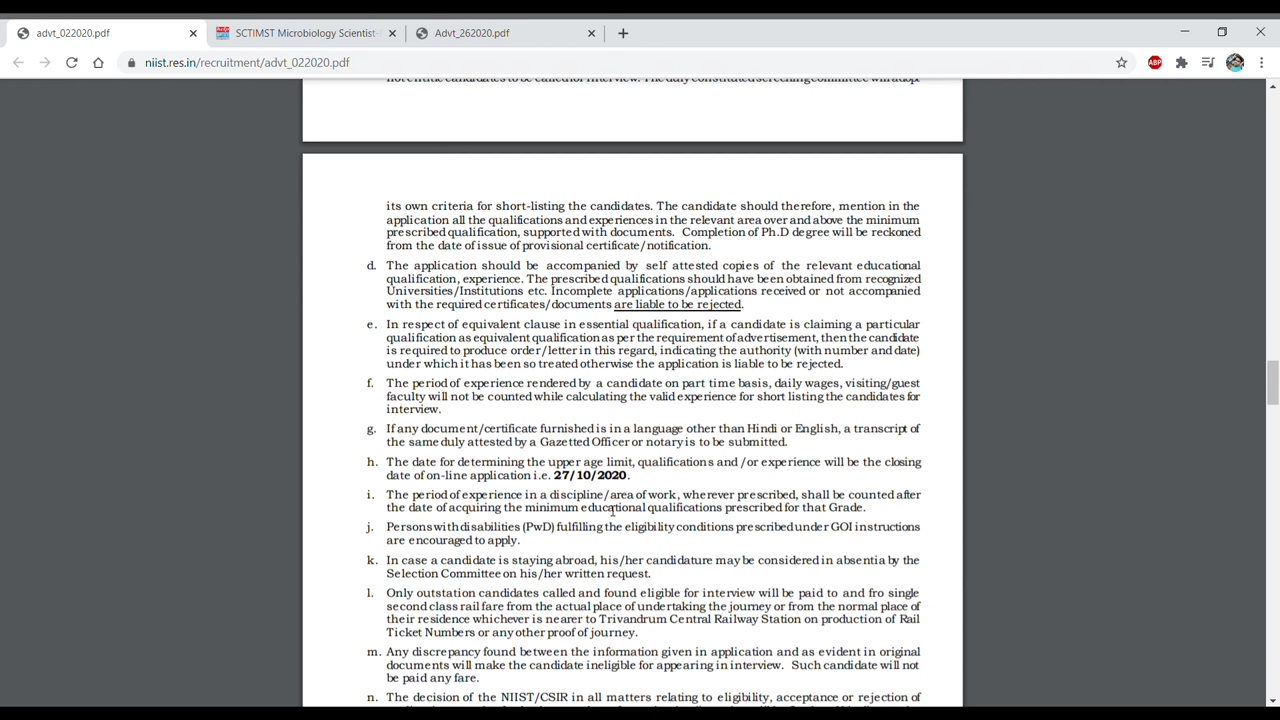 advt_022020.pdf
SCTIMST Microbiology Scientist-
Advt_262020.pdf
niist.res.in/recruitment/advt_022020.pdf
ABP
not entitle candidates to be called for interview. The duly constituted screening committee will adopt
its own criteria for short-listing the candidates. The candidate should therefore, mention in the
application all the qualifications and experiences in the relevant area over and above the minimum
prescribed qualification, supported with documents. Completion of Ph.D degree will be reckoned
from the date of issue of provisional certificate/notification.
d. The application should be accompanied by self attested copies of the relevant educational
qualification, experience. The prescribed qualifications should have been obtained from recognized
Universities/Institutions etc. Incomplete applications/applications received or not accompanied
with the required certificates/documents are liable to be rejected.
e. In respect of equivalent clause in essential qualification, if a candidate is claiming a particular
qualification as equivalent qualification as per the requirement of advertisement, then the candidate
is required to produce order/letter in this regard, indicating the authority (with number and date)
under which it has been so treated otherwise the application is liable to be rejected.
f. The period of experience rendered by a candidate on part time basis, daily wages, visiting/guest
faculty will not be counted while calculating the valid experience for short listing the candidates for
interview.
g. If any document/certificate furnished is in a language other than Hindi or English, a transcript of
the same duly attested by a Gazetted Officer or notary is to be submitted.
h. The date for determining the upper age limit, qualifications and /or experience will be the closing
date of on-line application i.e. 27/10/2020.
i. The period of experience in a discipline/area of work, wherever prescribed, shall be counted after
the date of acquiring the minimum educational qualifications prescribed for that Grade.
j. Persons with disabilities (PwD) fulfilling the eligibility conditions prescribed under GOI instructions
are encouraged to apply.
k. In case a candidate is staying abroad, his/her candidature may be considered in absentia by the
Selection Committee on his/her written request.
l. Only outstation candidates called and found eligible for interview will be paid to and fro single
second class rail fare from the actual place of undertaking the journey or from the normal place of
their residence whichever is nearer to Trivandrum Central Railway Station on production of Rail
Ticket Numbers or any other proof of journey.
m. Any discrepancy found between the information given in application and as evident in original
documents will make the candidate ineligible for appearing in interview. Such candidate will not
be paid any fare.
n. The decision of the NIIST/CSIR in all matters relating to eligibility, acceptance or rejection of